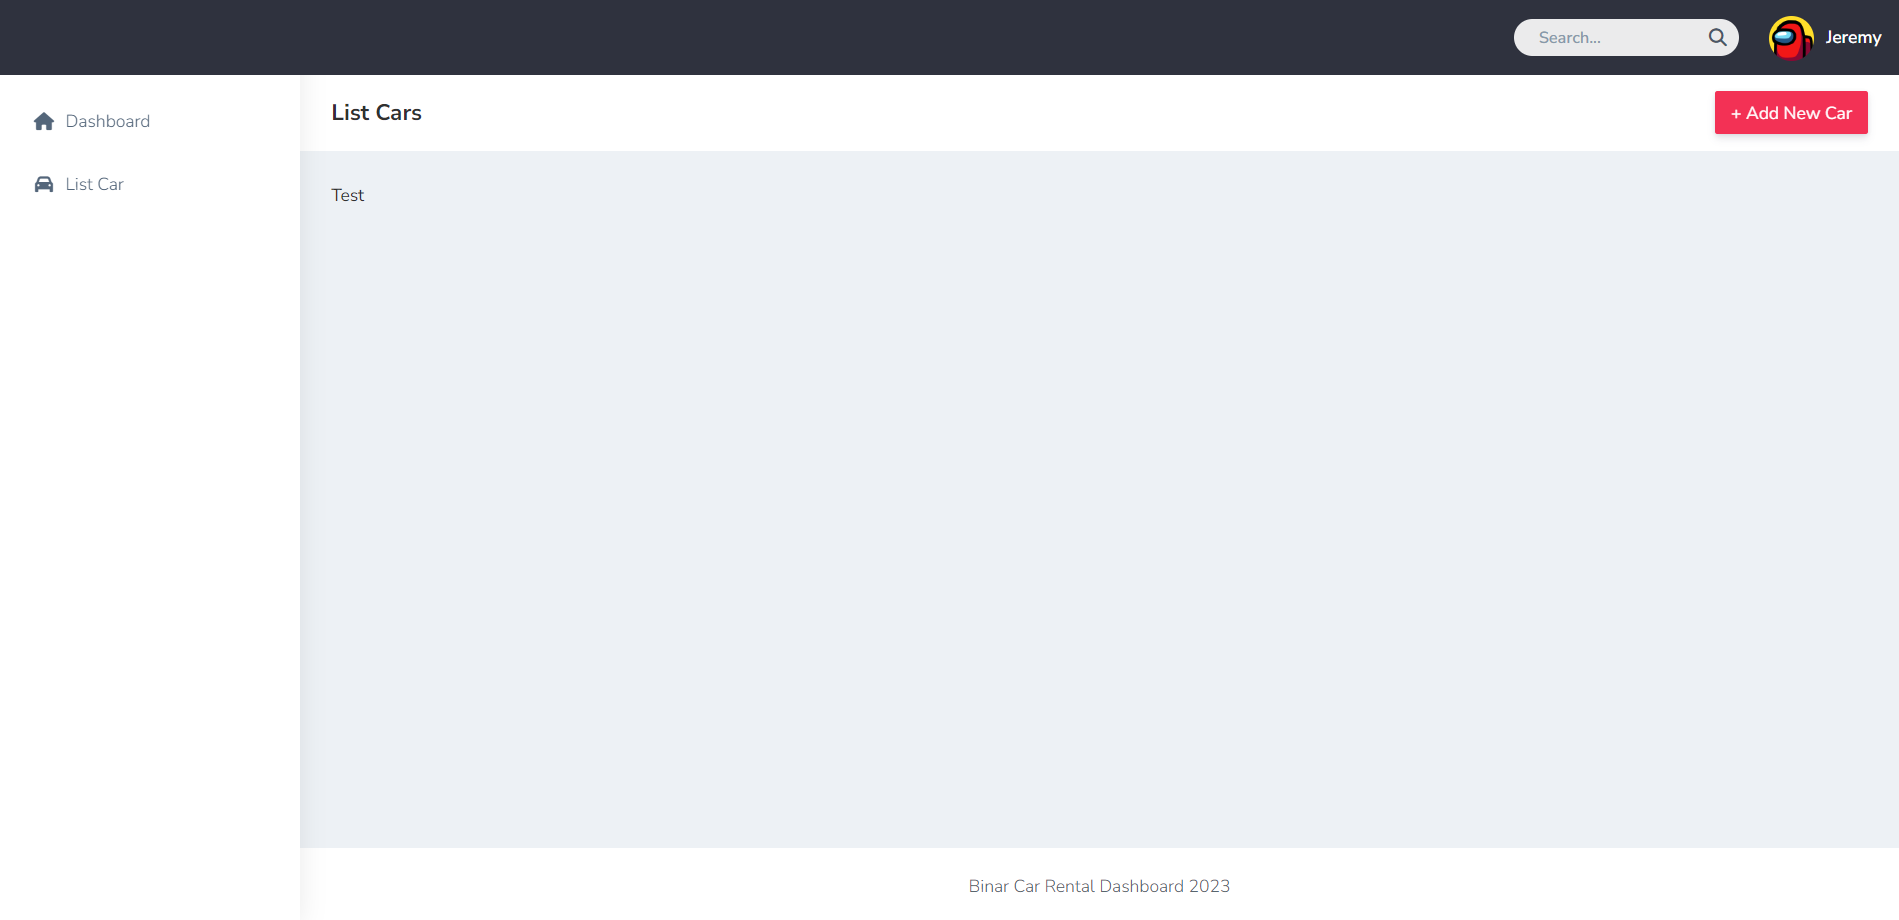 Search...
Jeremy
Dashboard
List Car
List Cars
+ Add New Car
Test
Binar Car Rental Dashboard 2023